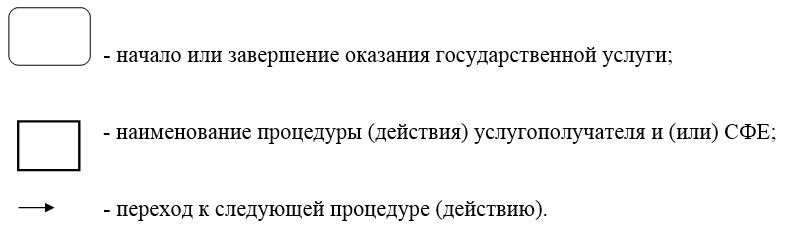 - начало или завершение оказания государственной услуги;
- наименование процедуры (действия) услугополучателя и (или) СФЕ;
- переход к следующей процедуре (действию).